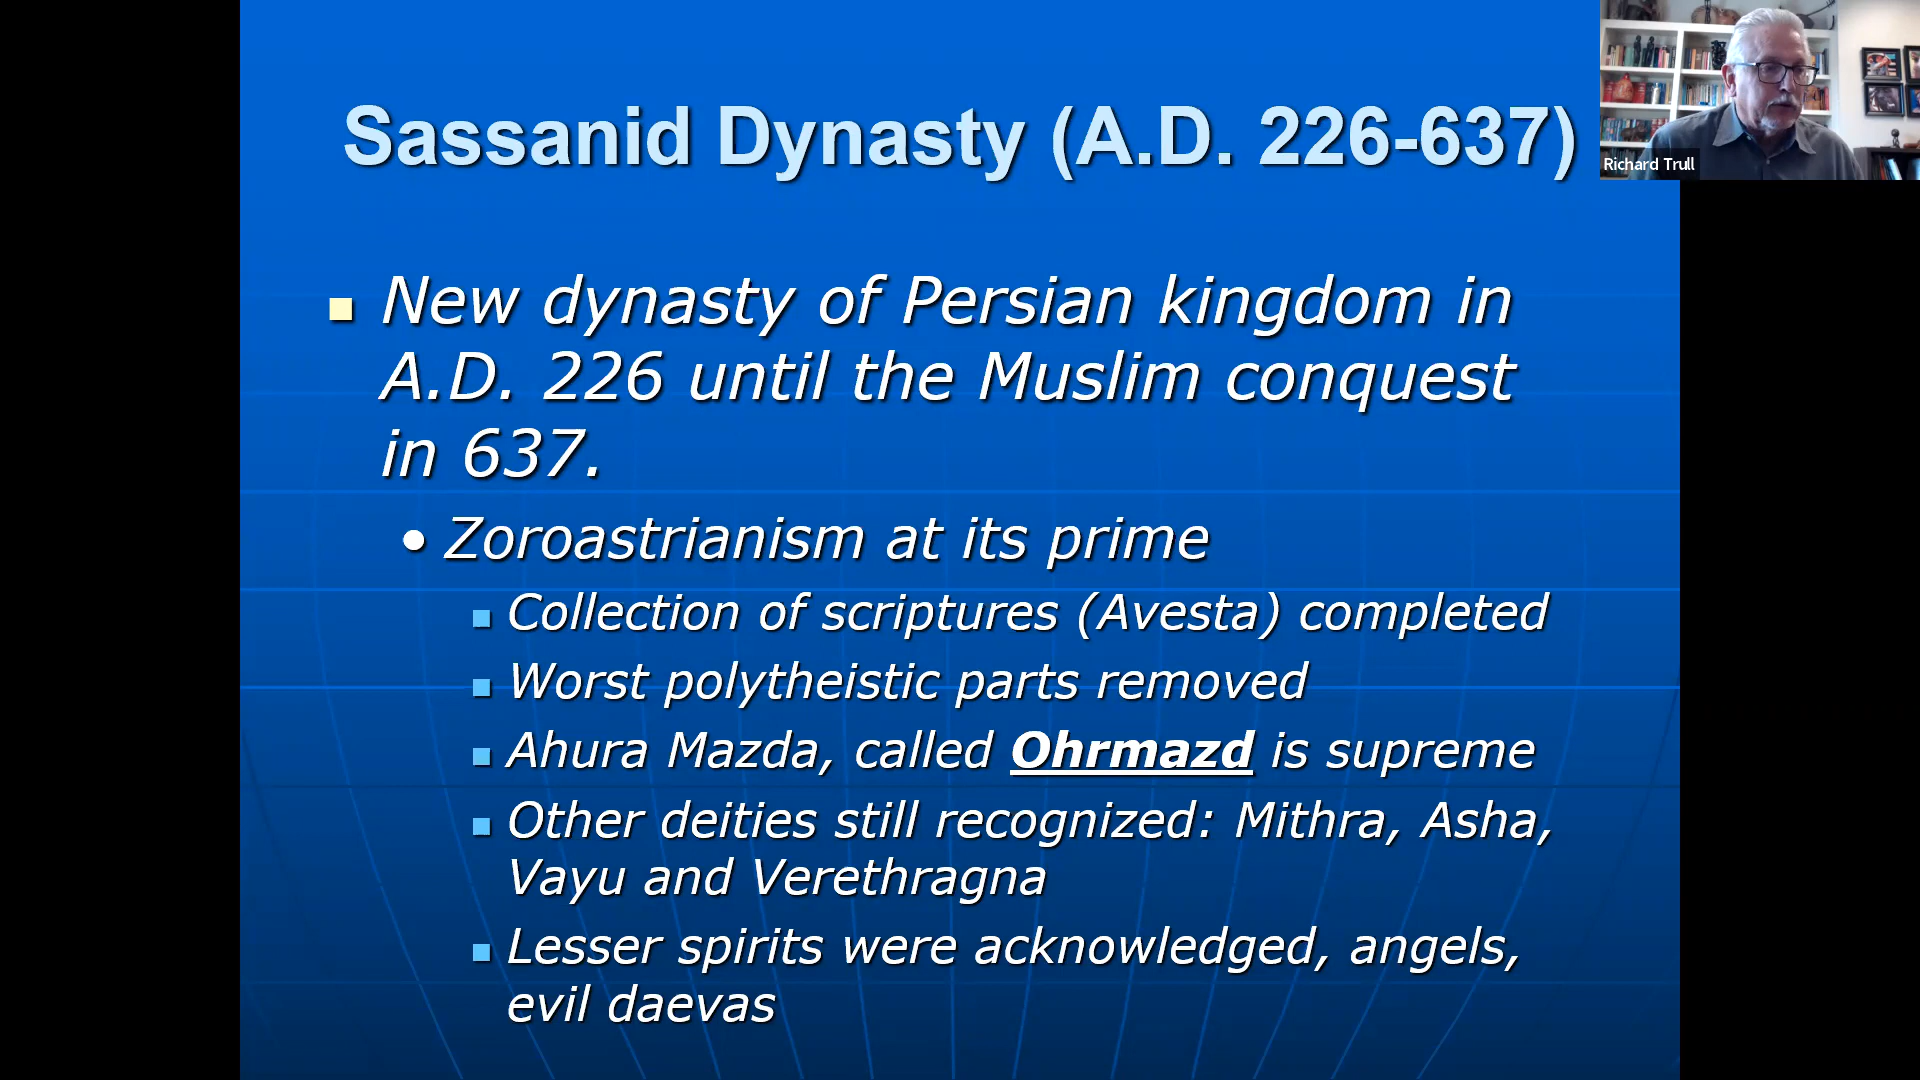 Sassanid Dynasty (A.D. 226-637)
Richard Trull
New dynasty of Persian kingdom in
A.D. 226 until the Muslim conquest
in 637.
Zoroastrianism at its prime
Collection of scriptures (Avesta) completed
Worst polytheistic parts removed
Ahura Mazda, called Ohrmazd is supreme
Other deities still recognized: Mithra, Asha,
Vayu and Verethragna
Lesser spirits were acknowledged, angels,
evil daevas